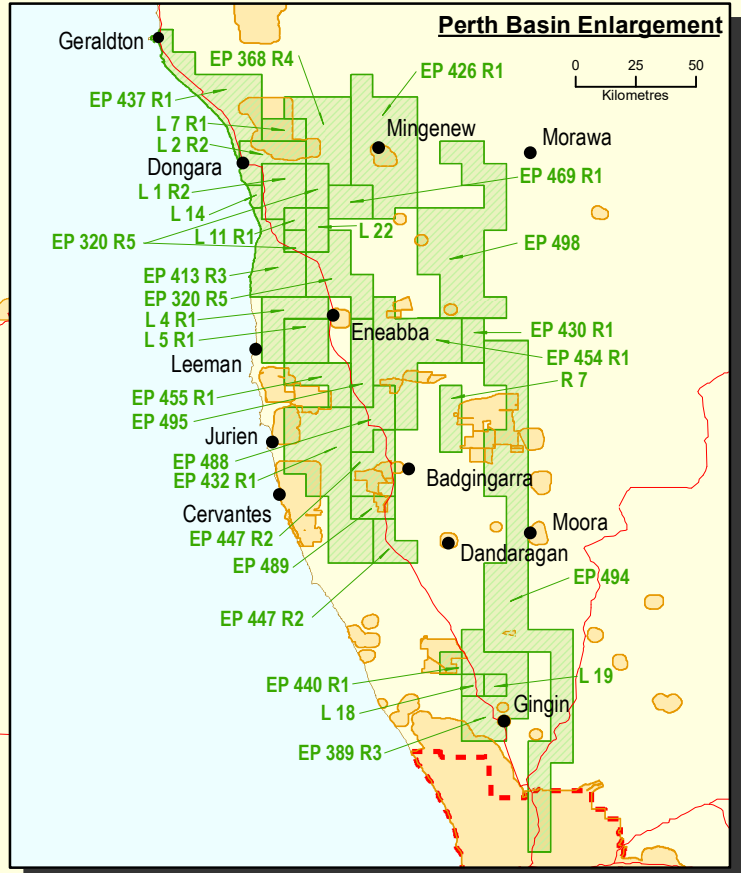 Perth Basin Enlargement
Geraldton
EP 368 R4
EP 426 R1
0 25 50
Kilometres
EP 437 R1
L 7 R1
L 2 R2
Mingenew
Morawa
Dongara
EP 469 R1
L 1 R2
L 14
L 11 R1
L 22
EP 320 R5
EP 498
EP 413 R3
EP 320 R5
L 4 R1
Eneabba
EP 430 R1
L 5 R1
EP 454 R1
Leeman
R 7
EP 455 R1
EP 495
Jurien
EP 488
Badgingarra
EP 432 R1
Cervantes
Moora
EP 447 R2
Dandaragan
EP 489
EP 494
EP 447 R2
EP 440 R1
L 19
L 18
Gingin
EP 389 R3